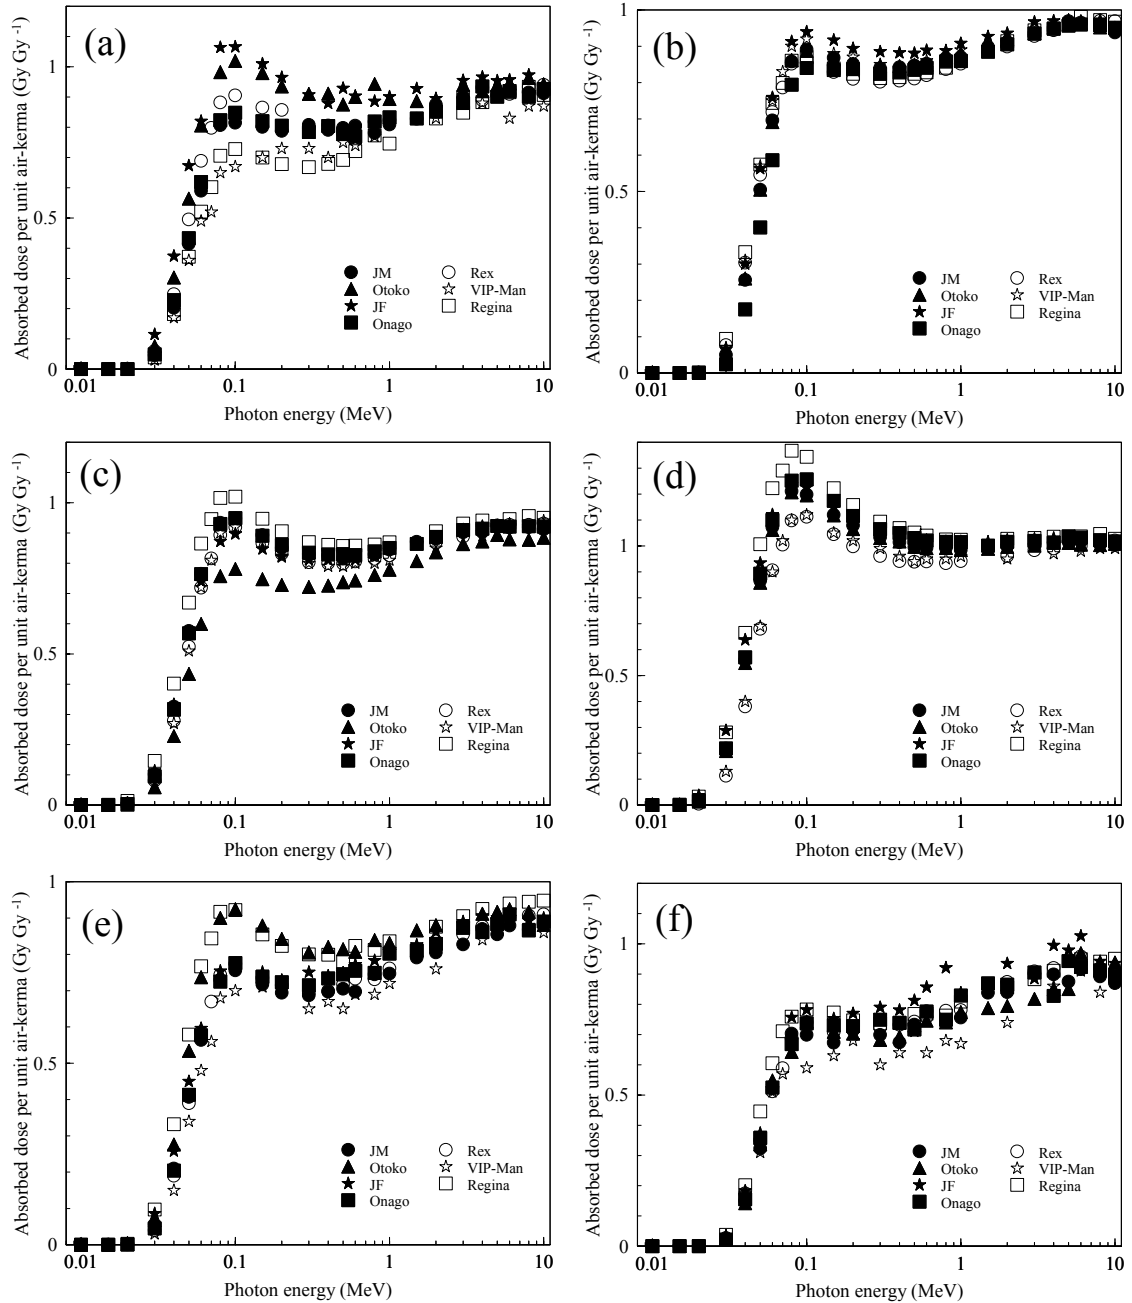 (a)
Absorbed dose per unit air-kerma (Gy Gy -1)
1
0.5
0
JM
Otoko
JF
Onago
Rex
VIP-Man
Regina
0.01
0.1
1
10
Photon energy (MeV)
(b)
Absorbed dose per unit air-kerma (Gy Gy -1)
1
0.5
0
JM
Otoko
JF
Onago
Rex
VIP-Man
Regina
0.01
0.1
1
10
Photon energy (MeV)
(c)
Absorbed dose per unit air-kerma (Gy Gy -1)
1
0.5
0
JM
Otoko
JF
Onago
Rex
VIP-Man
Regina
0.01
0.1
1
10
Photon energy (MeV)
(d)
Absorbed dose per unit air-kerma (Gy Gy -1)
1
0.5
0
JM
Otoko
JF
Onago
Rex
VIP-Man
Regina
0.01
0.1
1
10
Photon energy (MeV)
(e)
Absorbed dose per unit air-kerma (Gy Gy -1)
1
0.5
0
JM
Otoko
JF
Onago
Rex
VIP-Man
Regina
0.01
0.1
1
10
Photon energy (MeV)
(f)
Absorbed dose per unit air-kerma (Gy Gy -1)
1
0.5
0
JM
Otoko
JF
Onago
Rex
VIP-Man
Regina
0.01
0.1
1
10
Photon energy (MeV)